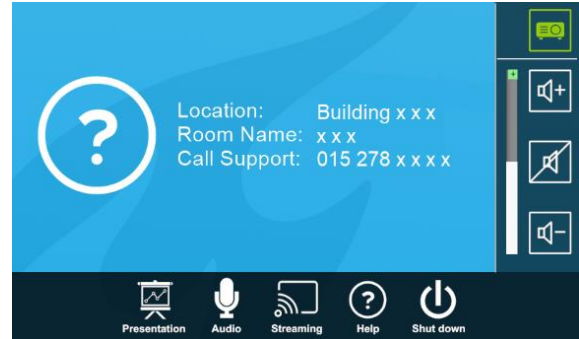 Location: Building x x x
Room Name: x x x
Call Support: 015 278 x x x x
Presentation Audio Streaming Help Shut down